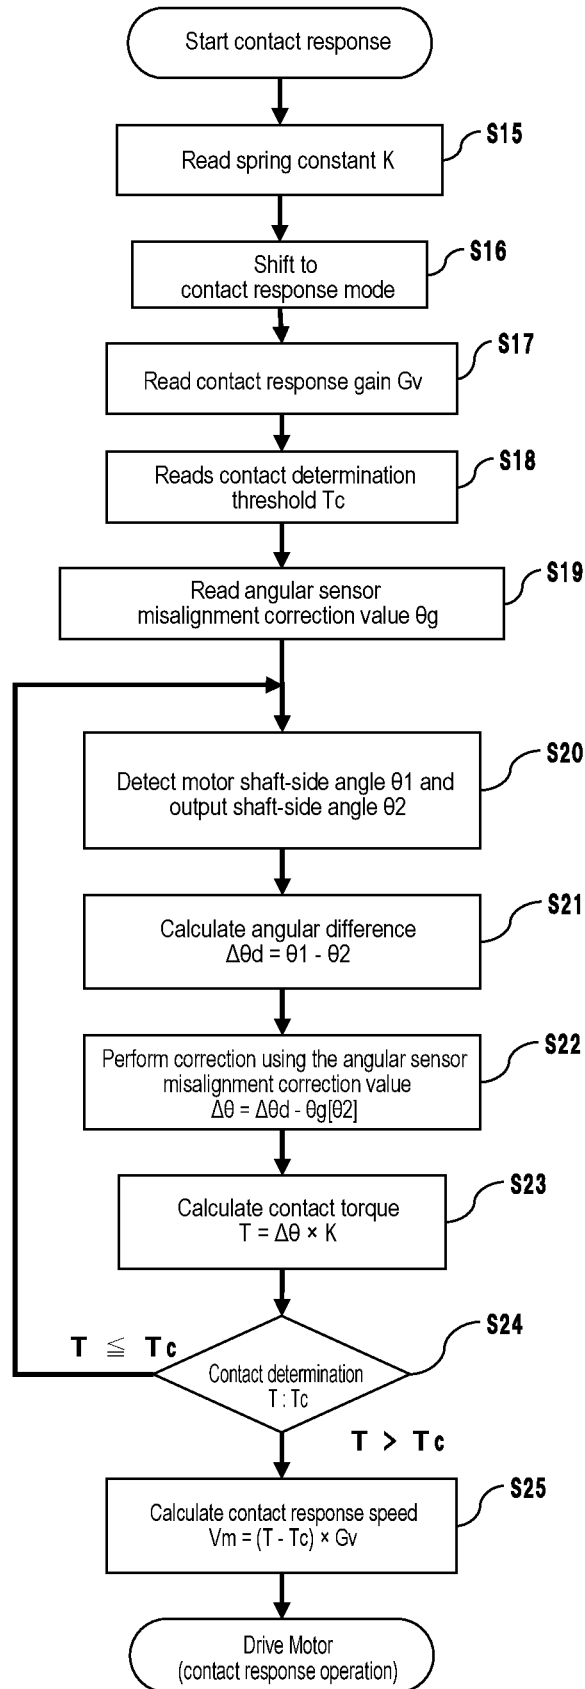 Start contact response
S15
Read spring constant K
S16
Shift to
contact response mode
S17
Read contact response gain Gv
S18
Reads contact determination
threshold Tc
S19
Read angular sensor
misalignment correction value θg
S20
Detect motor shaft-side angle θ1 and
output shaft-side angle θ2
S21
Calculate angular difference
Δθd = θ1 - θ2
S22
Perform correction using the angular sensor
misalignment correction value
Δθ = Δθd - θg[θ2]
S23
Calculate contact torque
T = Δθ × K
S24
T ≦ Tc
Contact determination
T : Tc
T > Tc
S25
Calculate contact response speed
Vm = (T - Tc) × Gv
Drive Motor
(contact response operation)